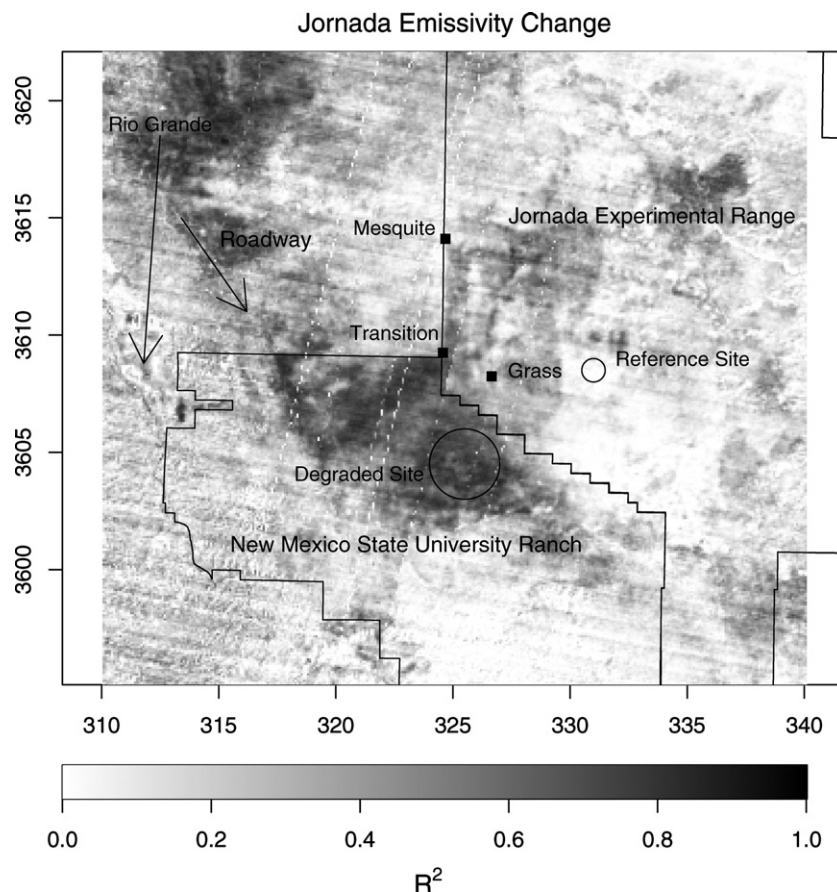 Jornada Emissivity Change
3620
Rio Grande
3615
Jornada Experimental Range
Mesquite
Roadway
3610
Transition
Reference Site
Grass
3605
Degraded Site
New Mexico State University Ranch
3600
310 315 320 325 330 335 340
0.0 0.2 0.4 0.6 0.8 1.0
R²